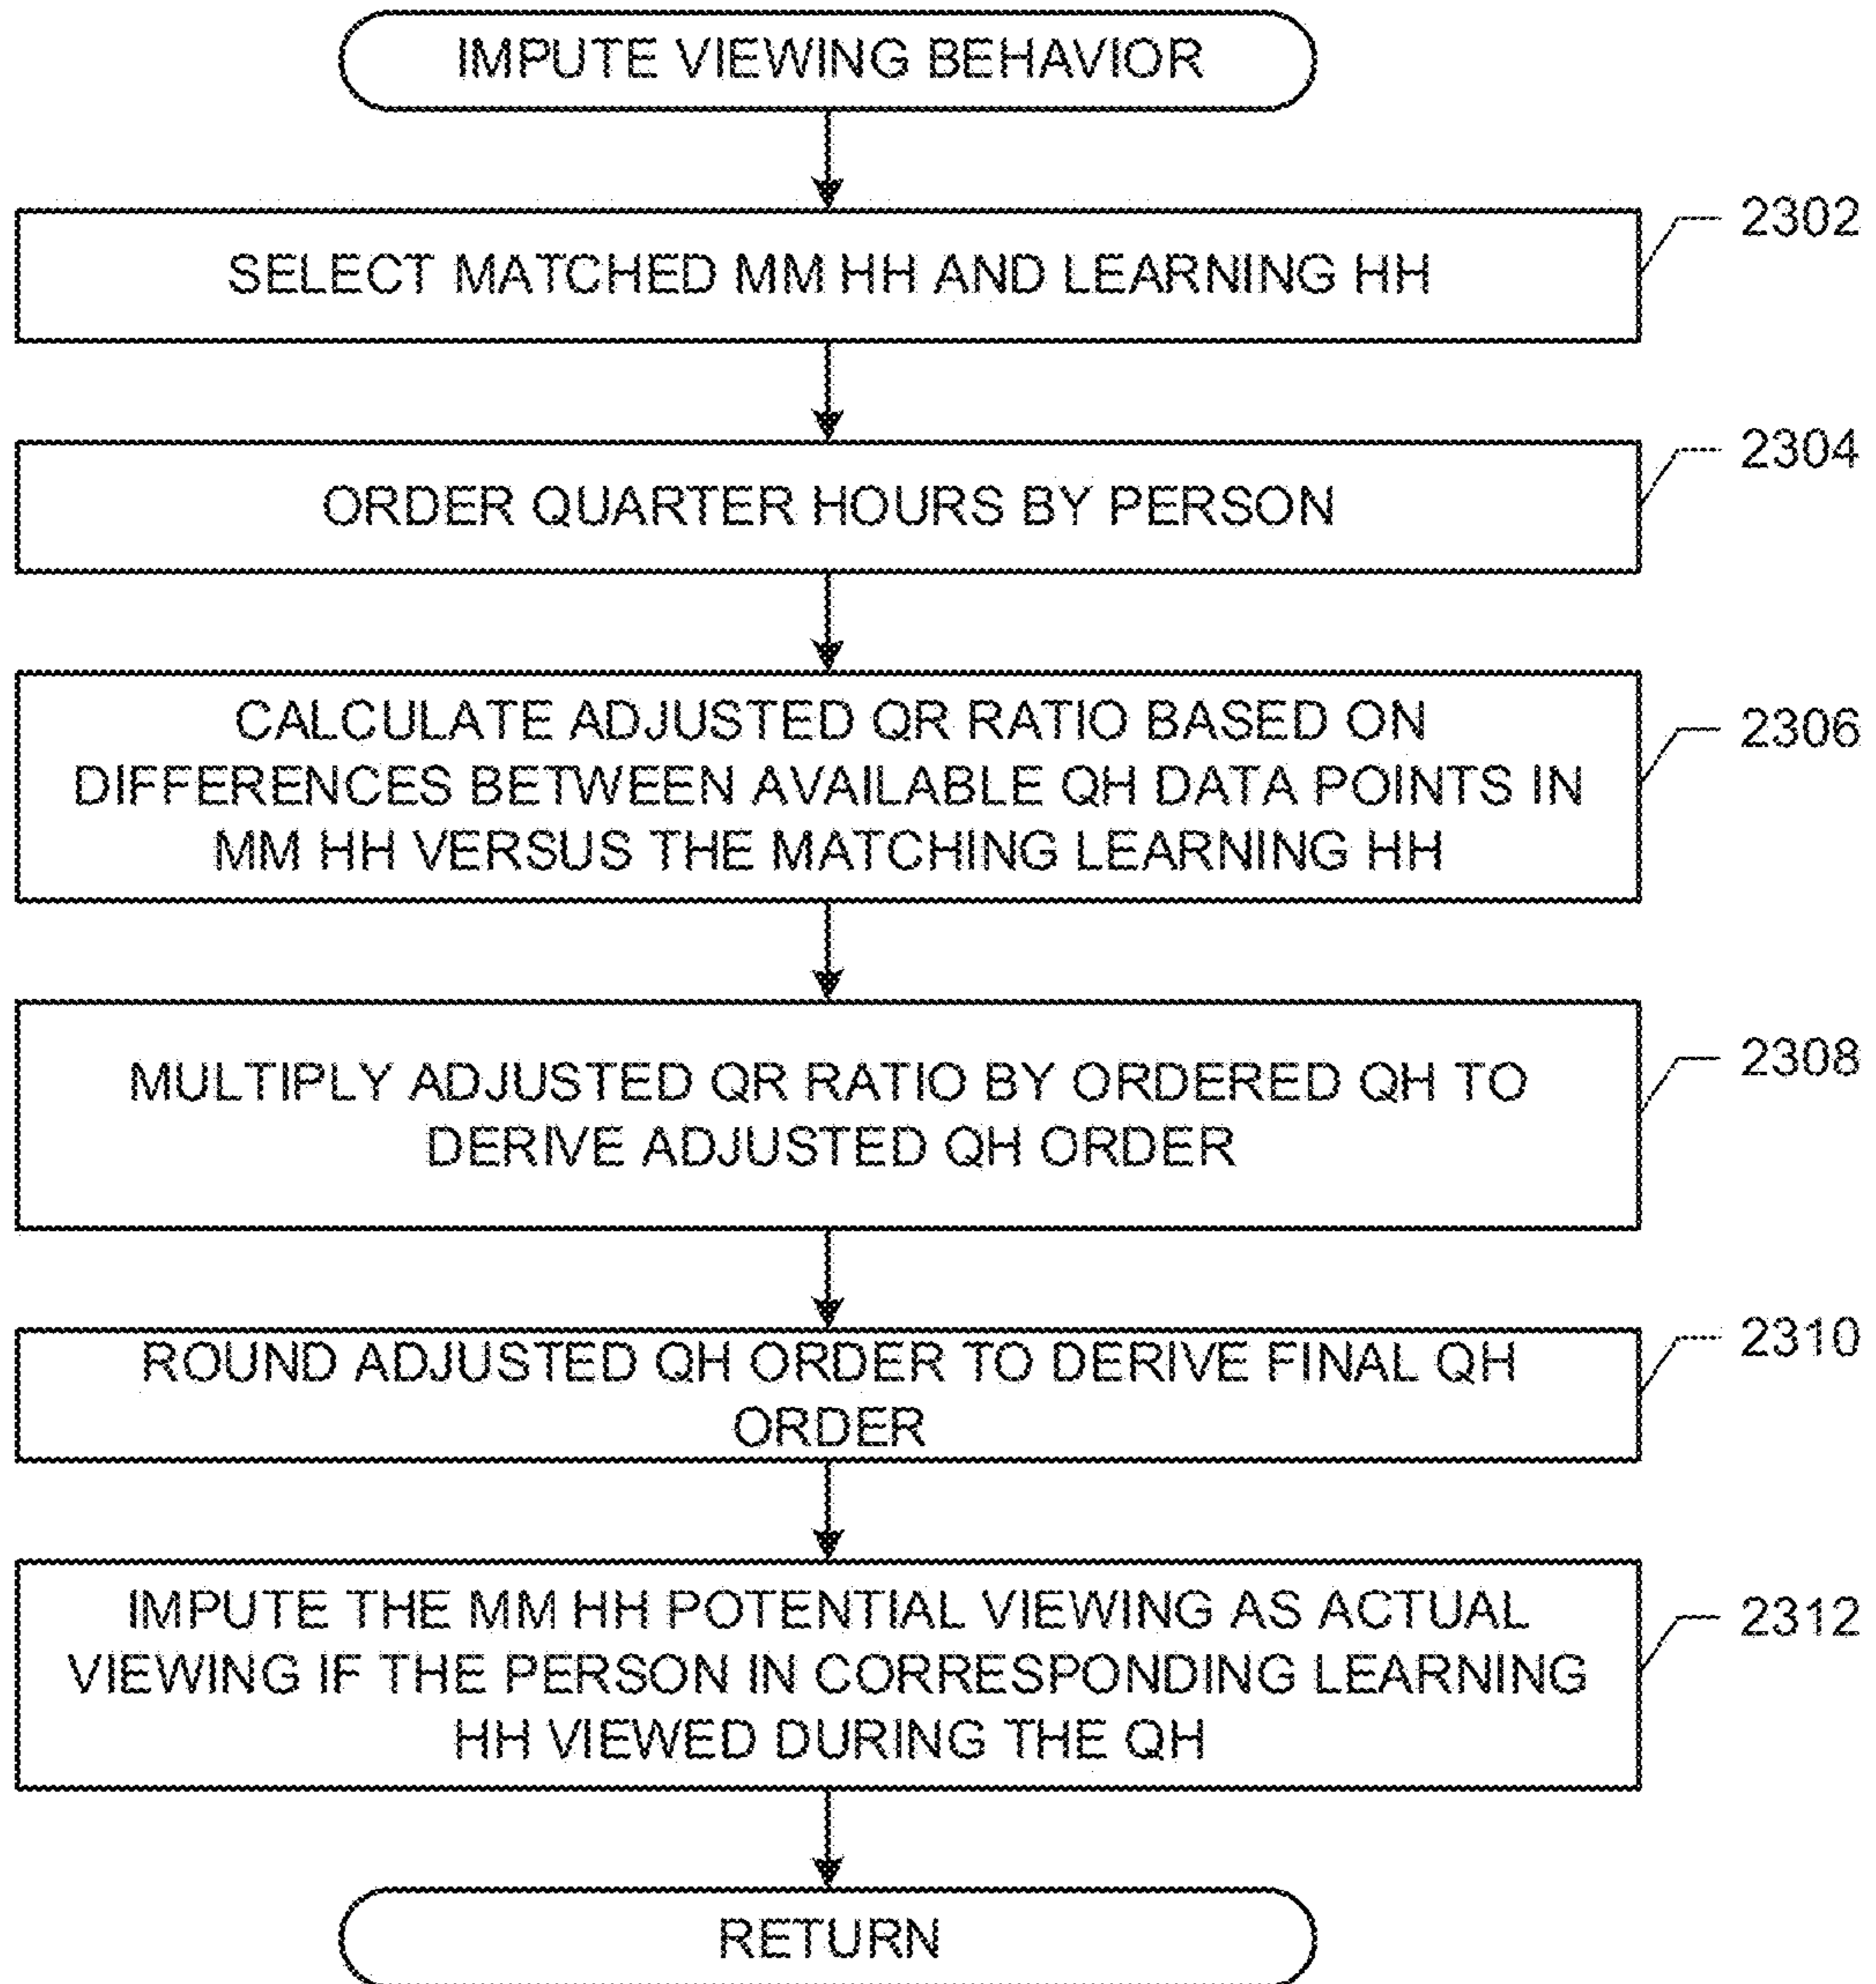 IMPUTE VIEWING BEHAVIOR
2302
SELECT MATCHED MM HH AND LEARNING HH
2304
ORDER QUARTER HOURS BY PERSON
2306
CALCULATE ADJUSTED QR RATIO BASED ON
DIFFERENCES BETWEEN AVAILABLE QH DATA POINTS IN
MM HH VERSUS THE MATCHING LEARNING HH
2308
MULTIPLY ADJUSTED QR RATIO BY ORDERED QH TO
DERIVE ADJUSTED QH ORDER
2310
ROUND ADJUSTED QH ORDER TO DERIVE FINAL QH
ORDER
2312
IMPUTE THE MM HH POTENTIAL VIEWING AS ACTUAL
VIEWING IF THE PERSON IN CORRESPONDING LEARNING
HH VIEWED DURING THE QH
RETURN